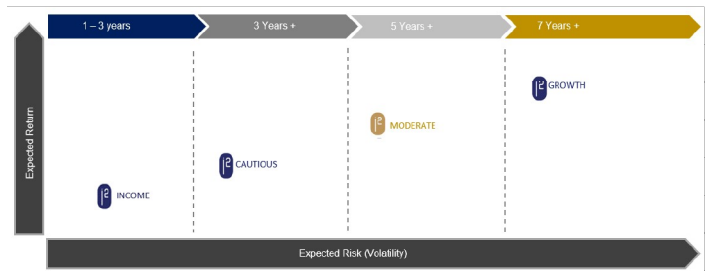 1 – 3 years
3 Years +
5 Years +
7 Years +
Expected Return
GROWTH
MODERATE
CAUTIOUS
INCOME
Expected Risk (Volatility)